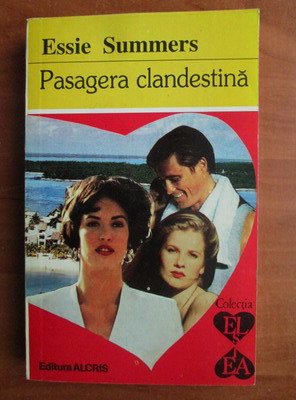 Essie Summers
Pasagera clandestină
Colecția
EL
ȘI
EA
Editura ALCRIS